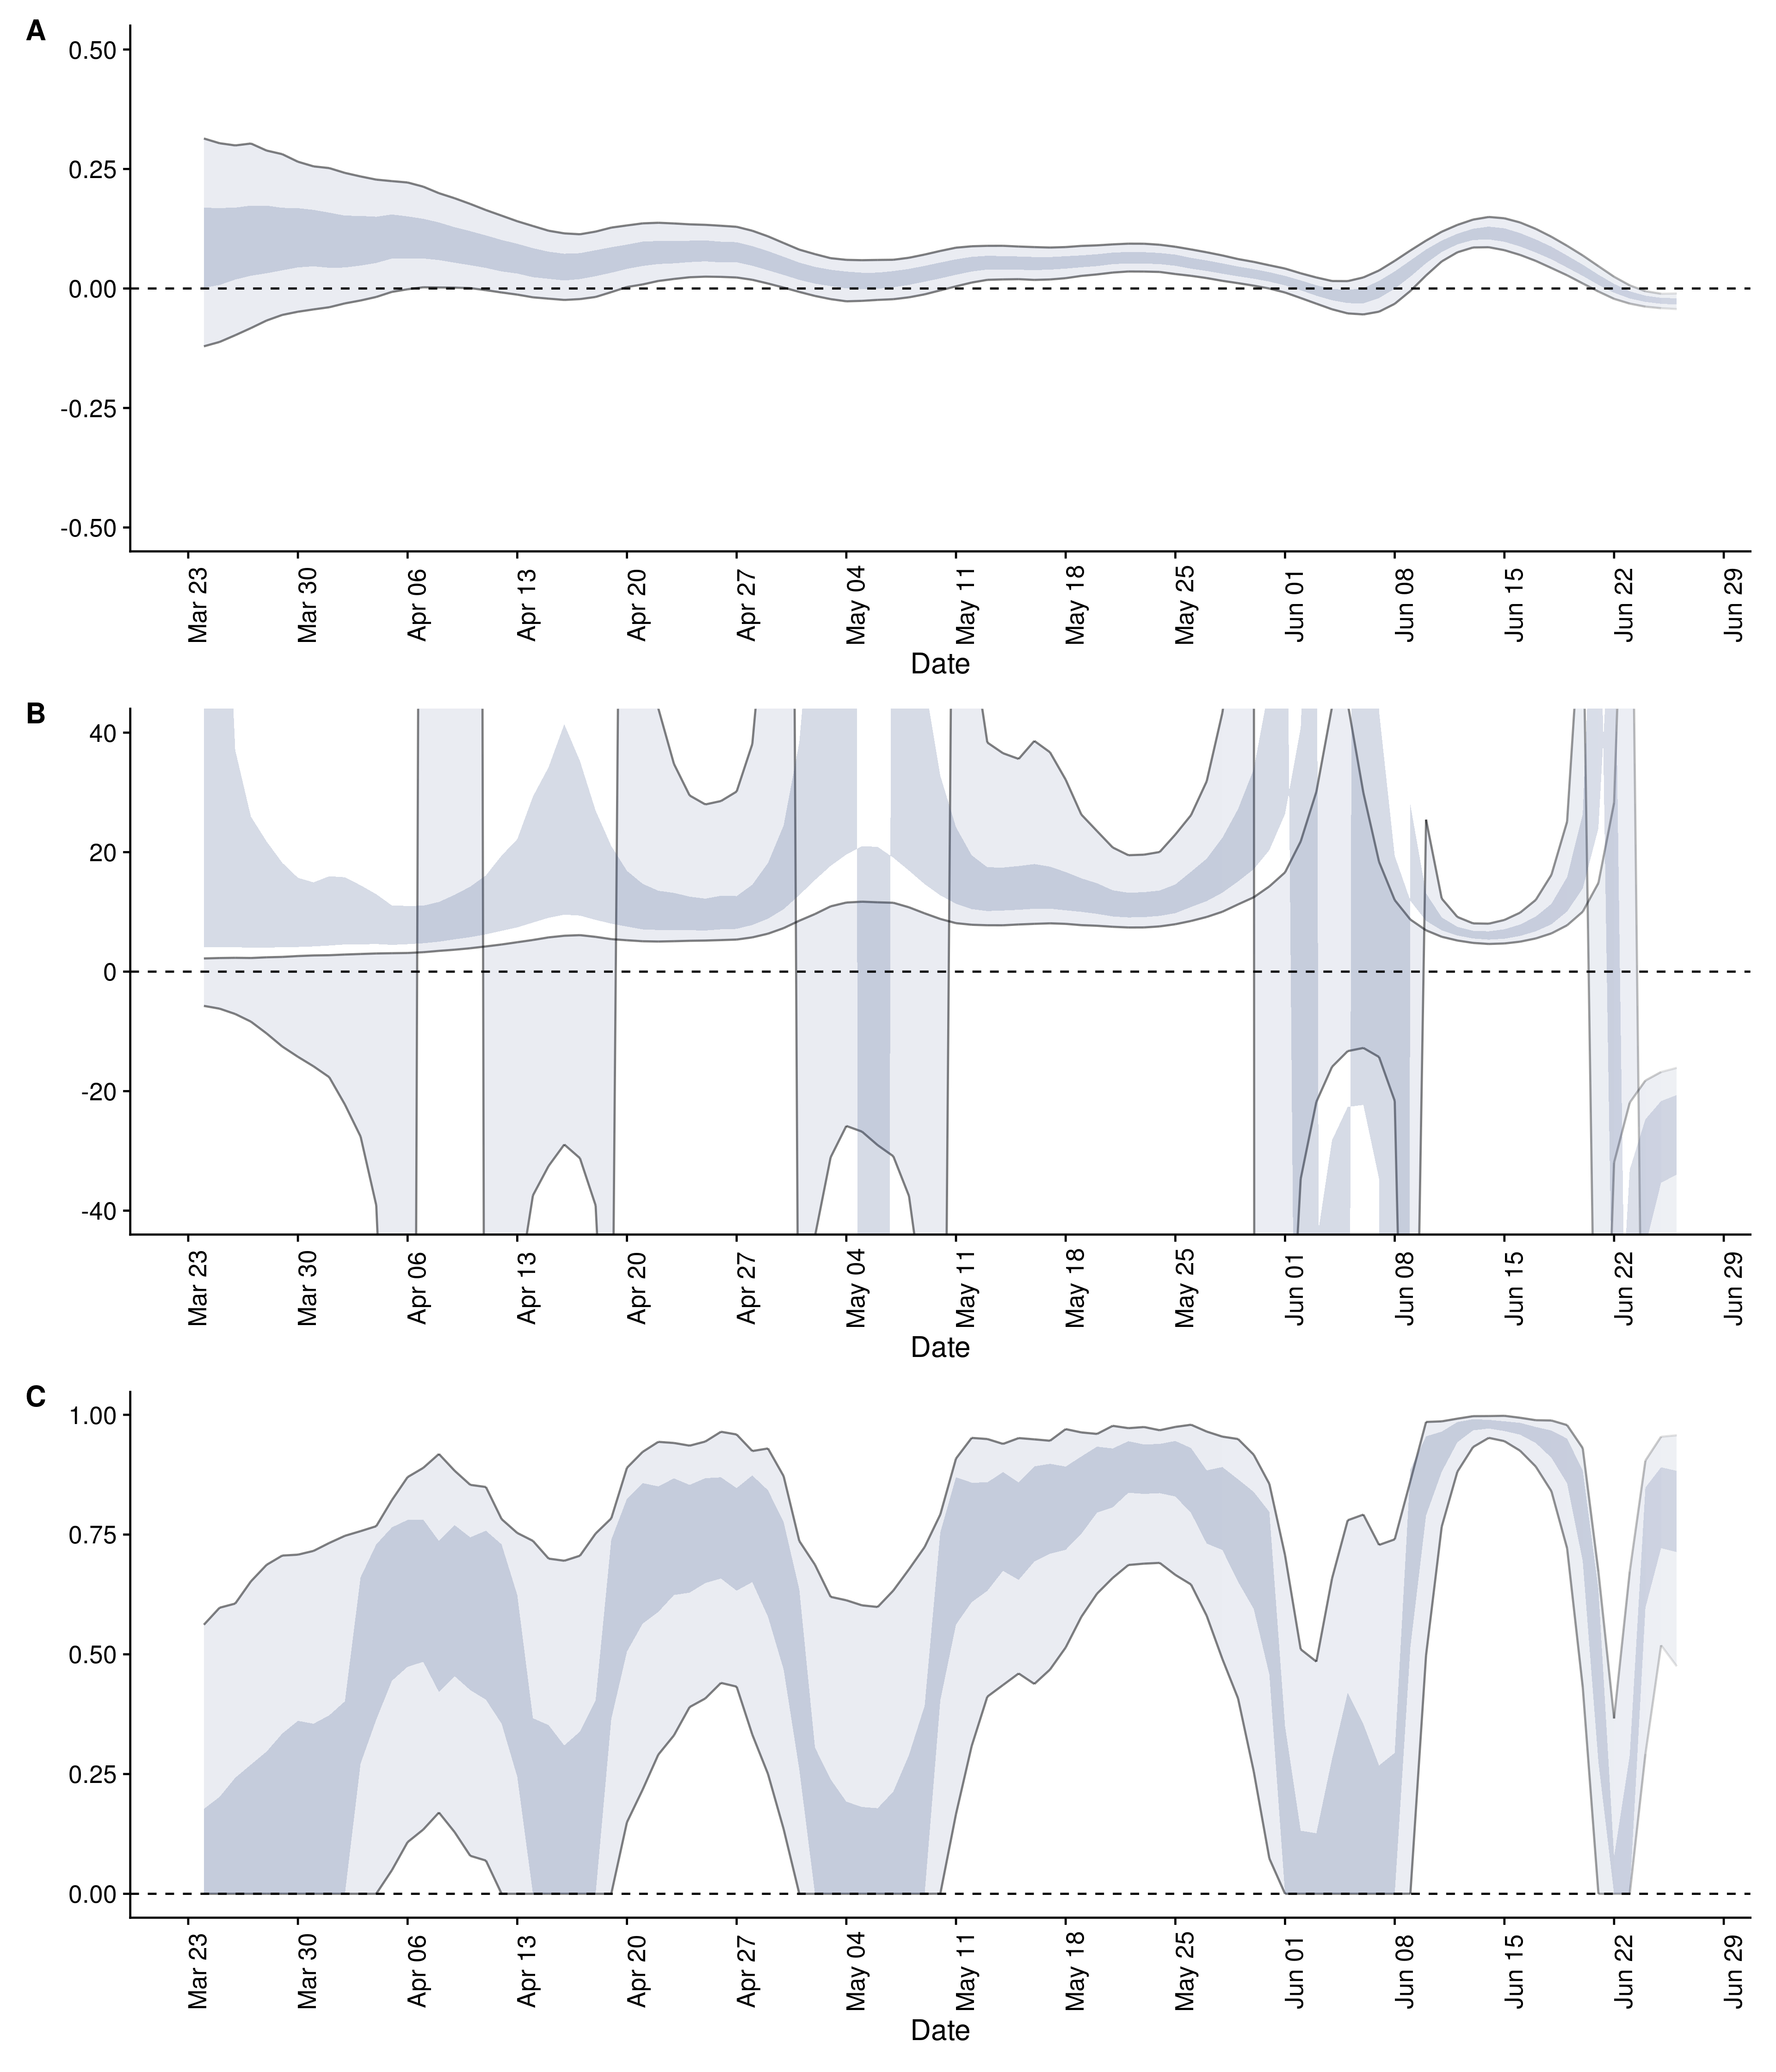 A
0.50
0.25
0.00
-0.25
-0.50
Mar 23
Mar 30
Apr 06
Apr 13
Apr 20
Apr 27
May 04
May 11
May 18
May 25
Jun 01
Jun 08
Jun 15
Jun 22
Jun 29
Date
B
40
20
0
-20
-40
Mar 23
Mar 30
Apr 06
Apr 13
Apr 20
Apr 27
May 04
May 11
May 18
May 25
Jun 01
Jun 08
Jun 15
Jun 22
Jun 29
Date
C
1.00
0.75
0.50
0.25
0.00
Mar 23
Mar 30
Apr 06
Apr 13
Apr 20
Apr 27
May 04
May 11
May 18
May 25
Jun 01
Jun 08
Jun 15
Jun 22
Jun 29
Date